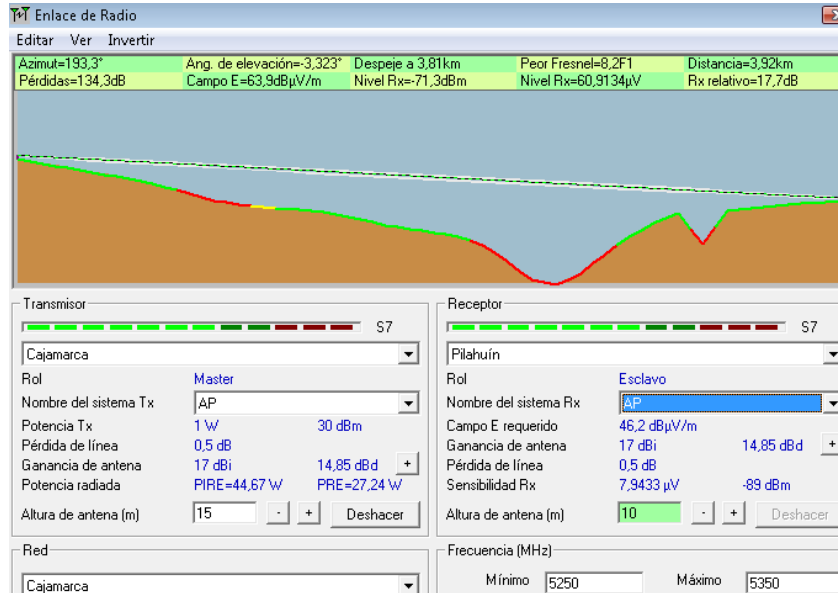 Enlace de Radio
Editar Ver Invertir
Azimut=193,3° Ang. de elevación=-3,323° Despeje a 3,81km Peor Fresnel=8,2F1 Distancia=3,92km
Pérdidas=134,3dB Campo E=63,9dBµV/m Nivel Rx=-71,3dBm Nivel Rx=60,9134µV Rx relativo=17,7dB
Transmisor
S7
Cajamarca
Rol Master
Nombre del sistema Tx AP
Potencia Tx 1 W 30 dBm
Pérdida de línea 0,5 dB
Ganancia de antena 17 dBi 14,85 dBd +
Potencia radiada PIRE=44,67 W PRE=27,24 W
Altura de antena (m) 15 - + Deshacer
Red
Cajamarca
Receptor
S7
Pilahuín
Rol Esclavo
Nombre del sistema Rx AP
Campo E requerido 46,2 dBµV/m
Ganancia de antena 17 dBi 14,85 dBd +
Pérdida de línea 0,5 dB
Sensibilidad Rx 7,9433 µV -89 dBm
Altura de antena (m) 10 - + Deshacer
Frecuencia (MHz)
Mínimo 5250 Máximo 5350